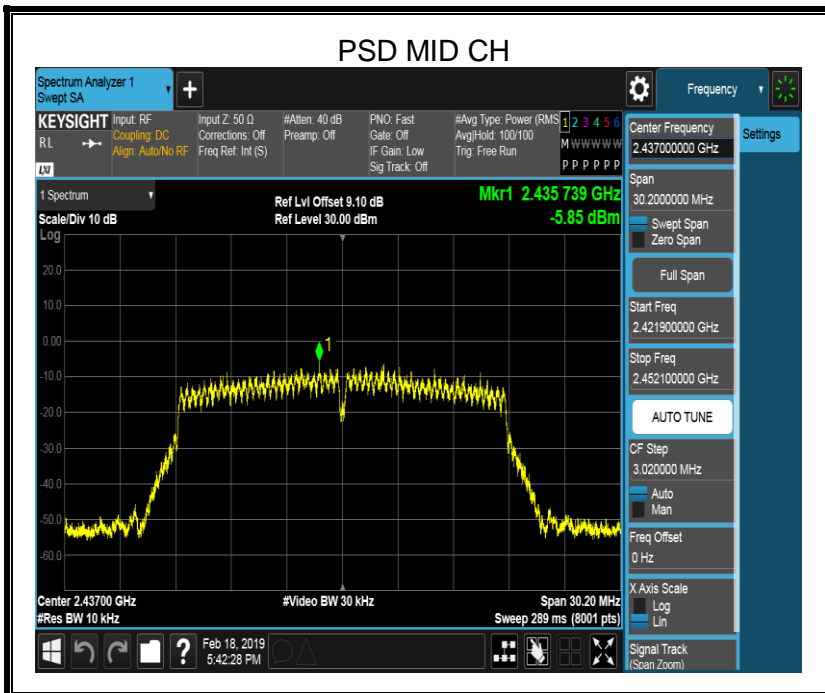 PSD MID CH
Spectrum Analyzer 1
Swept SA
+
Frequency
KEYSIGHT
RL
LXI
Input: RF
Coupling: DC
Align: Auto/No RF
Input Z: 50 Ω
Corrections: Off
Freq Ref: Int (S)
#Atten: 40 dB
Preamp: Off
PNO: Fast
Gate: Off
IF Gain: Low
Sig Track: Off
#Avg Type: Power (RMS
Avg|Hold: 100/100
Trig: Free Run
1 2 3 4 5 6
M W W W W W
P P P P P P
Center Frequency
2.437000000 GHz
Settings
Span
30.2000000 MHz
Swept Span
Zero Span
Full Span
Start Freq
2.421900000 GHz
Stop Freq
2.452100000 GHz
AUTO TUNE
CF Step
3.020000 MHz
Auto
Man
Freq Offset
0 Hz
X Axis Scale
Log
Lin
Signal Track
(Span Zoom)
1 Spectrum
Scale/Div 10 dB
Log
Ref Lvl Offset 9.10 dB
Ref Level 30.00 dBm
Mkr1 2.435 739 GHz
-5.85 dBm
20.0
10.0
0.00
-10.0
-20.0
-30.0
-40.0
-50.0
-60.0
1
Center 2.43700 GHz
#Res BW 10 kHz
#Video BW 30 kHz
Span 30.20 MHz
Sweep 289 ms (8001 pts)
?
Feb 18, 2019
5:42:28 PM